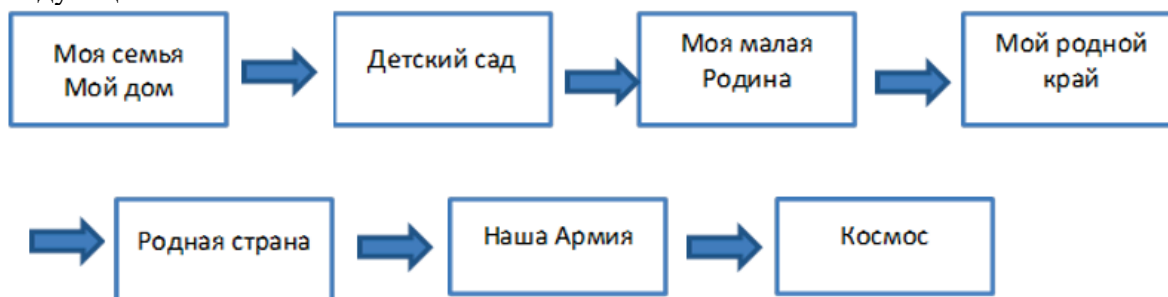 Моя семья
Мой дом
Детский сад
Моя малая
Родина
Мой родной
край
Родная страна
Наша Армия
Космос